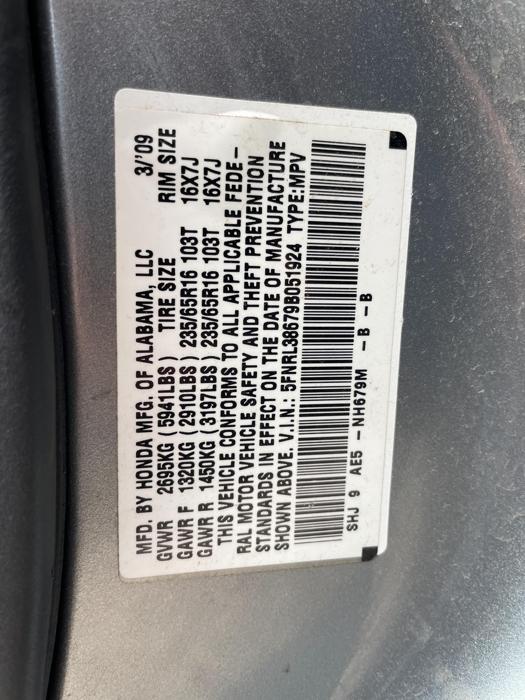 MFD. BY HONDA MFG. OF ALABAMA, LLC 3/'09
GVWR 2695KG (5941LBS) TIRE SIZE RIM SIZE
GAWR F 1320KG (2910LBS) 235/65R16 103T 16X7J
GAWR R 1450KG (3197LBS) 235/65R16 103T 16X7J
THIS VEHICLE CONFORMS TO ALL APPLICABLE FEDE-
RAL MOTOR VEHICLE SAFETY AND THEFT PREVENTION
STANDARDS IN EFFECT ON THE DATE OF MANUFACTURE
SHOWN ABOVE. V.I.N.: 5FNRL38679B051924 TYPE:MPV
SHJ 9 AE5 -NH679M -B -B